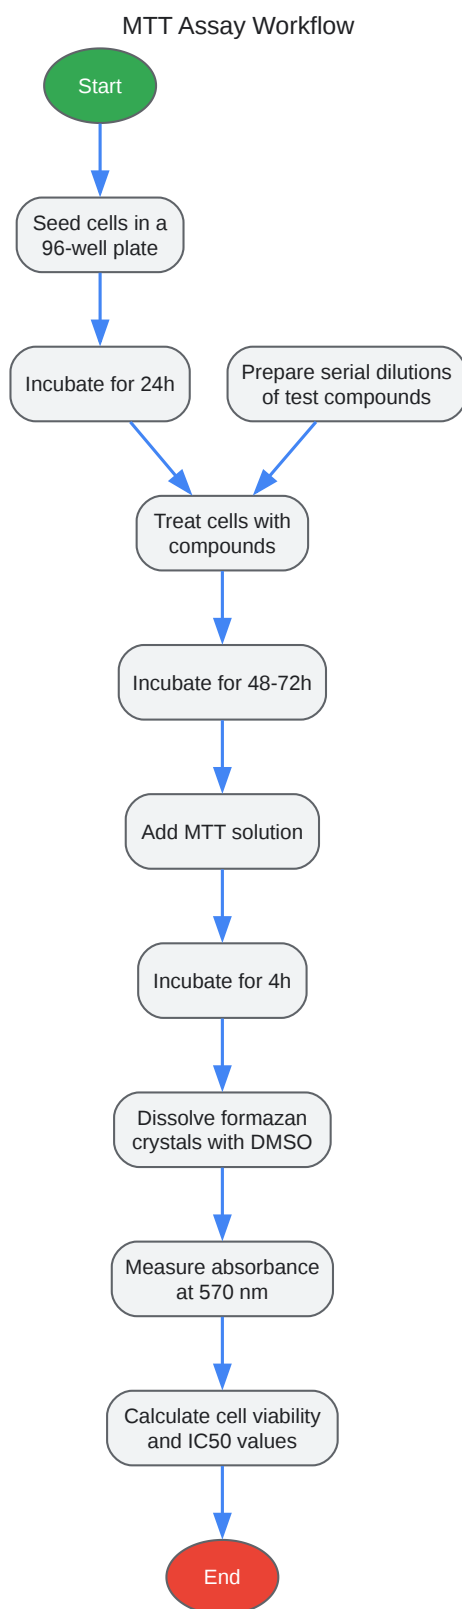 MTT Assay Workflow
Start
Seed cells in a
96-well plate
Incubate for 24h
Prepare serial dilutions
of test compounds
Treat cells with
compounds
Incubate for 48-72h
Add MTT solution
Incubate for 4h
Dissolve formazan
crystals with DMSO
Measure absorbance
at 570 nm
Calculate cell viability
and IC50 values
End